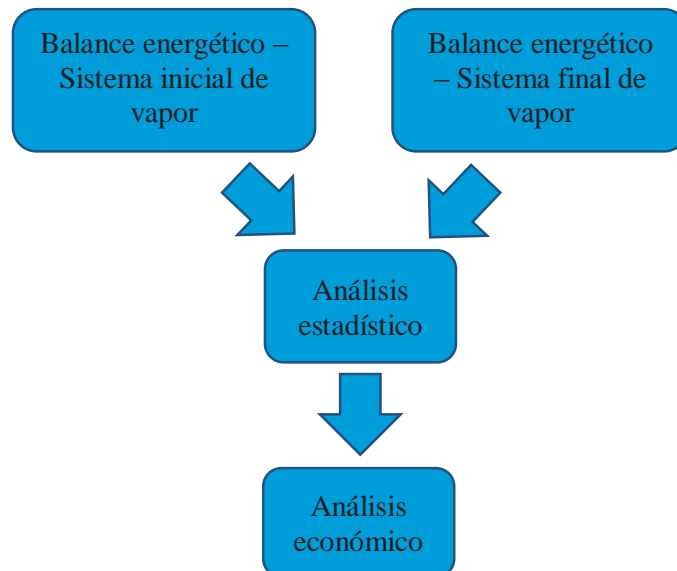 Balance energético –
Sistema inicial de
vapor
Balance energético
– Sistema final de
vapor
Análisis
estadístico
Análisis
económico